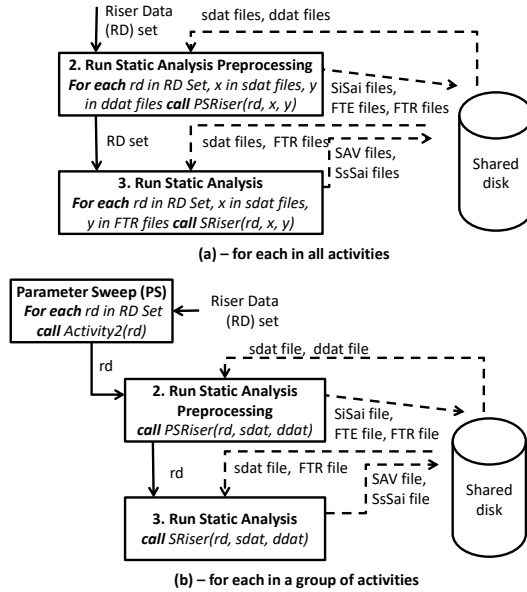 Riser Data
(RD) set
sdat files, ddat files
2. Run Static Analysis Preprocessing
For each rd in RD Set, x in sdat files, y
in ddat files call PSRiser(rd, x, y)
SiSai files,
FTE files, FTR files
RD set
sdat files,  FTR files
SAV files,
SsSai files
Shared
disk
3. Run Static Analysis
For each rd in RD Set, x in sdat files,
y in FTR files call SRiser(rd, x, y)
(a) – for each in all activities
Parameter Sweep (PS)
For each rd in RD Set
call Activity2(rd)
Riser Data
(RD) set
rd
sdat file,  ddat file
2. Run Static Analysis
Preprocessing
call PSRiser(rd, sdat, ddat)
SiSai file,
FTE file, FTR file
rd
sdat file,  FTR file
SAV file,
SsSai file
Shared
disk
3. Run Static Analysis
call SRiser(rd, sdat, ddat)
(b) – for each in a group of activities